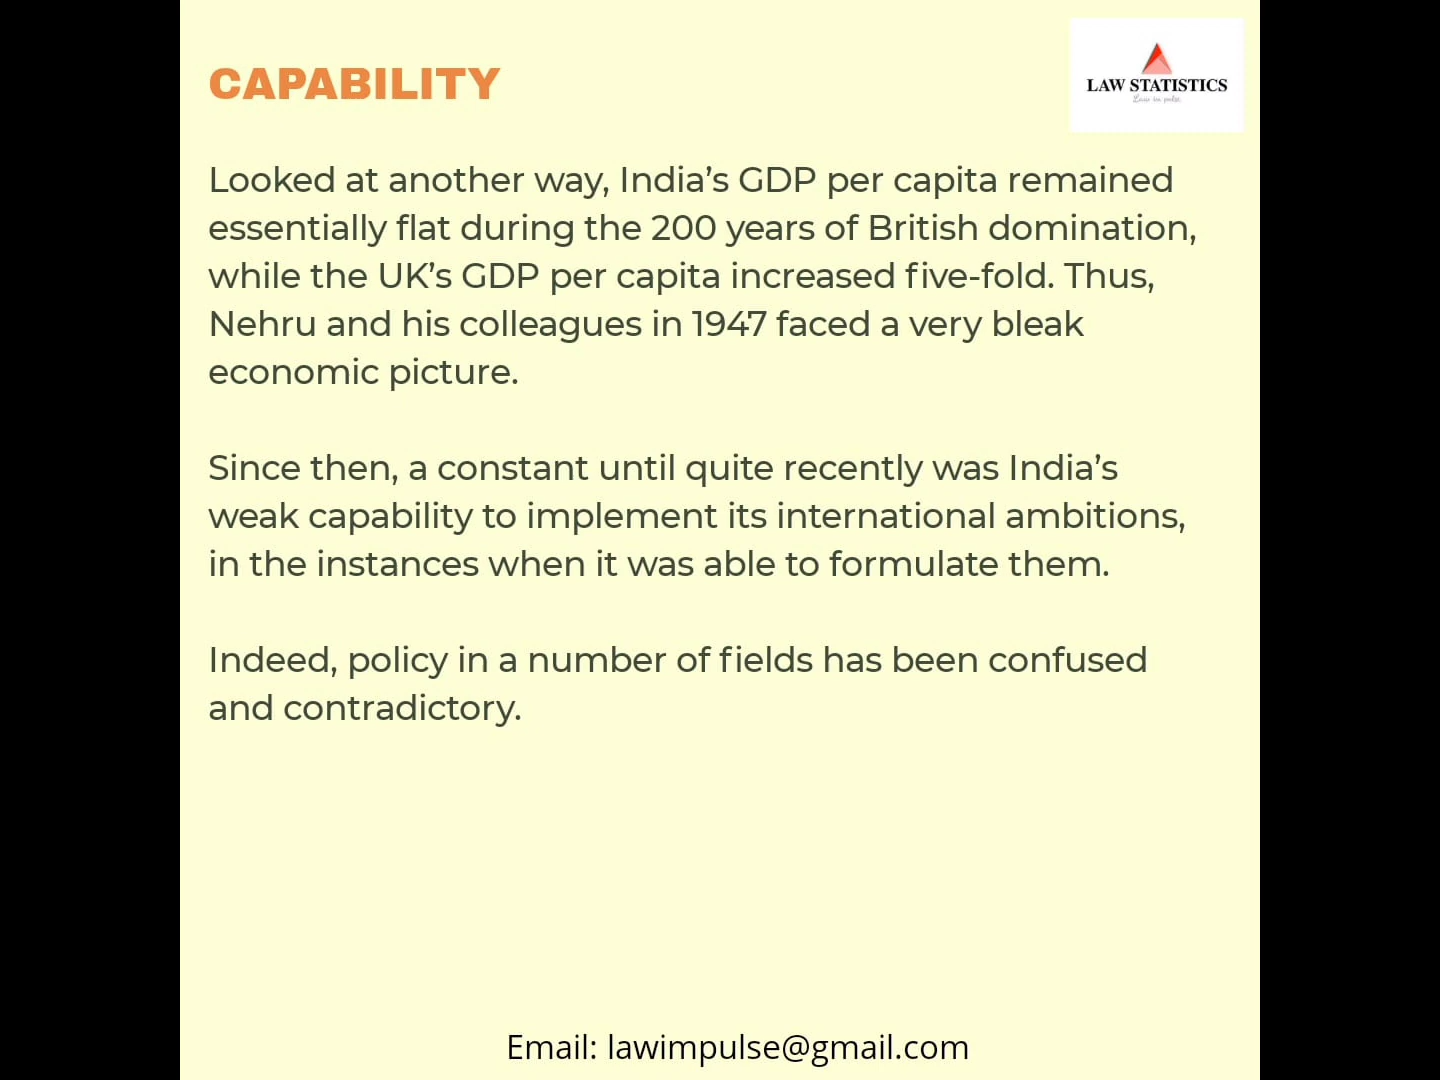 CAPABILITY
LAW STATISTICS
Law in pulse
Looked at another way, India’s GDP per capita remained
essentially flat during the 200 years of British domination,
while the UK’s GDP per capita increased five-fold. Thus,
Nehru and his colleagues in 1947 faced a very bleak
economic picture.
Since then, a constant until quite recently was India’s
weak capability to implement its international ambitions,
in the instances when it was able to formulate them.
Indeed, policy in a number of fields has been confused
and contradictory.
Email: lawimpulse@gmail.com